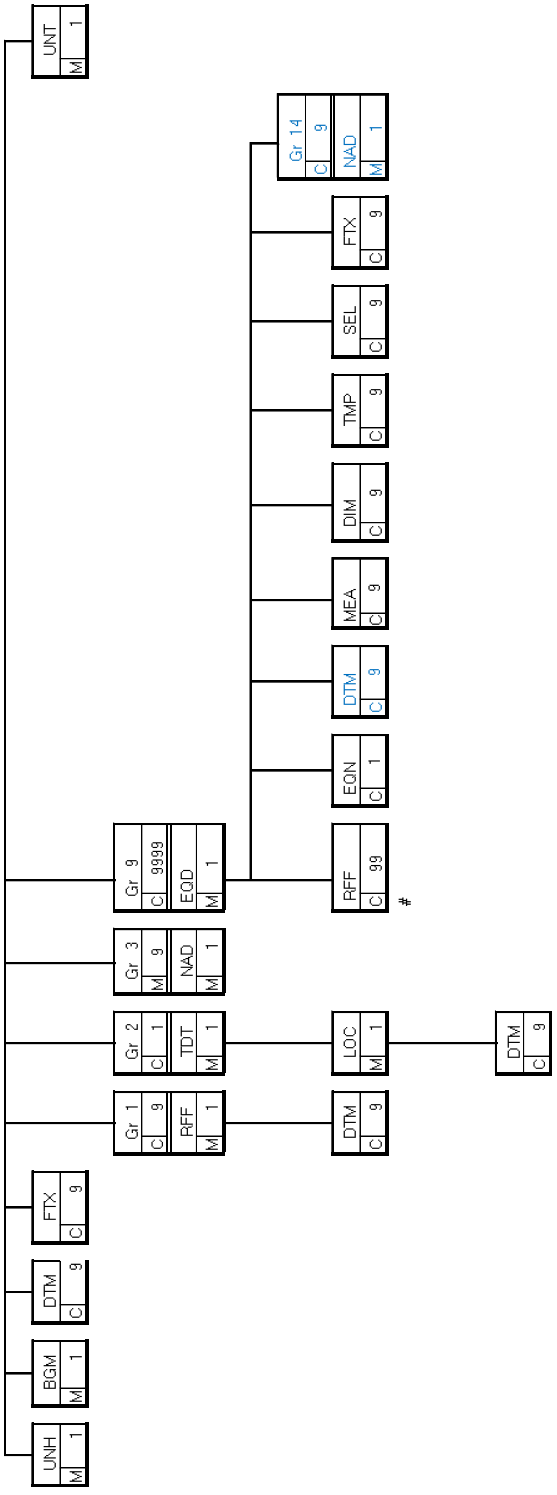 UNH
M 1
BGM
M 1
DTM
C 9
FTX
C 9
Gr 1
C 9
RFF
M 1
DTM
C 9
Gr 2
C 1
TDT
M 1
LOC
M 1
DTM
C 9
Gr 3
M 9
NAD
M 1
Gr 9
C 9999
EQD
M 1
RFF
C 99
#
EQN
C 1
DTM
C 9
MEA
C 9
DIM
C 9
TMP
C 9
SEL
C 9
FTX
C 9
Gr 14
C 9
NAD
M 1
UNT
M 1